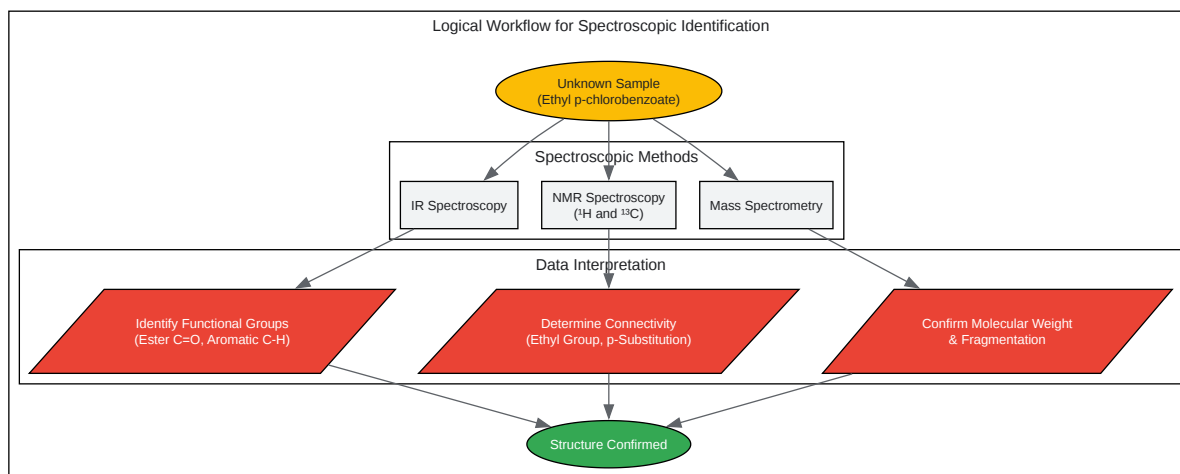 Logical Workflow for Spectroscopic Identification
Unknown Sample
(Ethyl p-chlorobenzoate)
Spectroscopic Methods
IR Spectroscopy
NMR Spectroscopy
(¹H and ¹³C)
Mass Spectrometry
Data Interpretation
Identify Functional Groups
(Ester C=O, Aromatic C-H)
Determine Connectivity
(Ethyl Group, p-Substitution)
Confirm Molecular Weight
& Fragmentation
Structure Confirmed